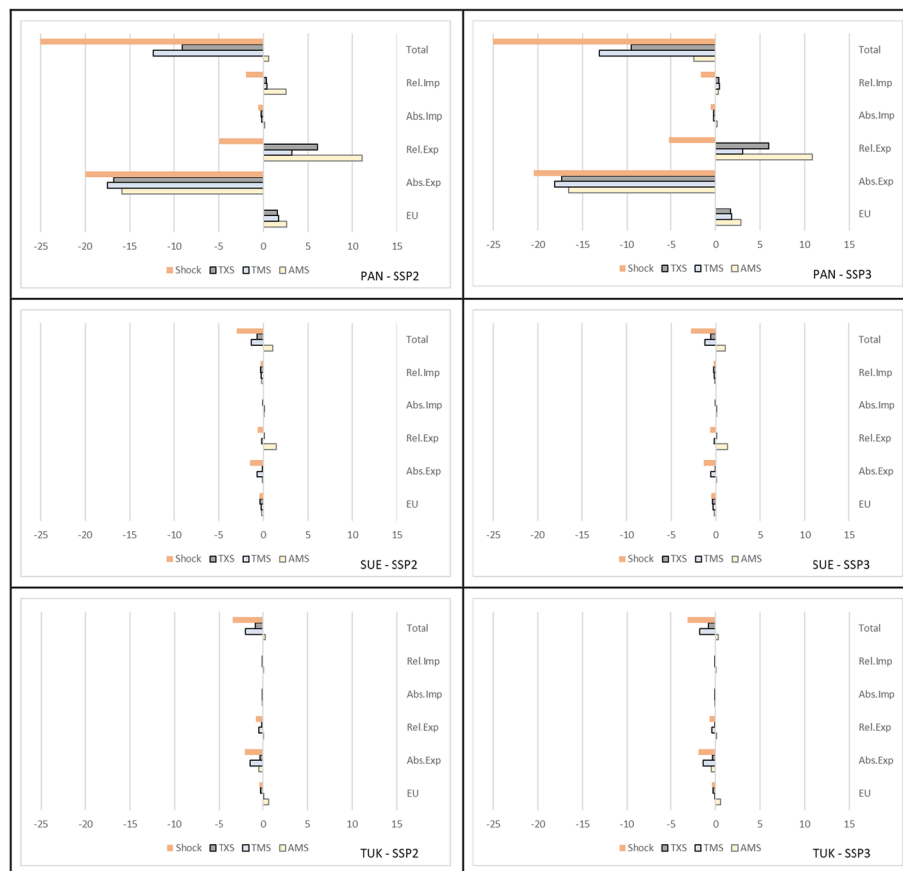 Total
Rel.Imp
Abs.Imp
Rel.Exp
Abs.Exp
EU
-25 -20 -15 -10 -5 0 5 10 15
Shock TXS TMS AMS
PAN - SSP2
Total
Rel.Imp
Abs.Imp
Rel.Exp
Abs.Exp
EU
-25 -20 -15 -10 -5 0 5 10 15
Shock TXS TMS AMS
PAN - SSP3
Total
Rel.Imp
Abs.Imp
Rel.Exp
Abs.Exp
EU
-25 -20 -15 -10 -5 0 5 10 15
Shock TXS TMS AMS
SUE - SSP2
Total
Rel.Imp
Abs.Imp
Rel.Exp
Abs.Exp
EU
-25 -20 -15 -10 -5 0 5 10 15
Shock TXS TMS AMS
SUE - SSP3
Total
Rel.Imp
Abs.Imp
Rel.Exp
Abs.Exp
EU
-25 -20 -15 -10 -5 0 5 10 15
Shock TXS TMS AMS
TUK - SSP2
Total
Rel.Imp
Abs.Imp
Rel.Exp
Abs.Exp
EU
-25 -20 -15 -10 -5 0 5 10 15
Shock TXS TMS AMS
TUK - SSP3